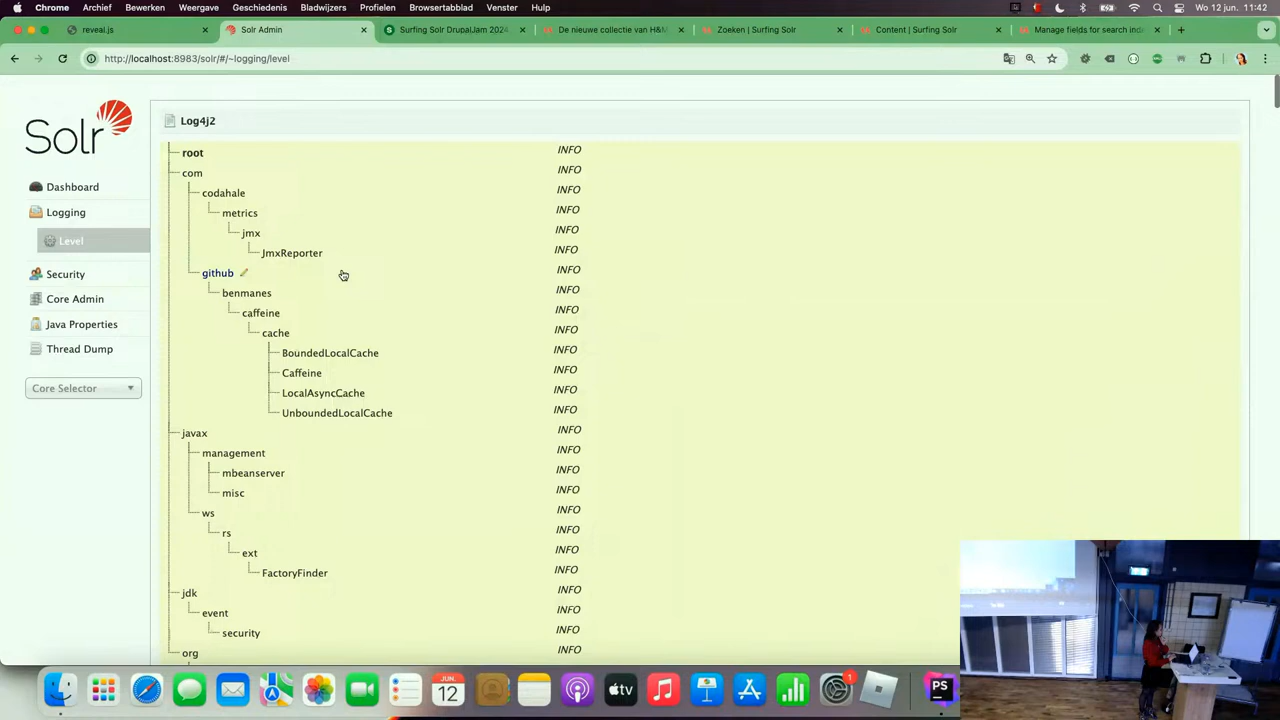 Chrome Archief Bewerken Weergave Geschiedenis Bladwijzers Profielen Browsertabblad Venster Help Wo 12 jun. 11:42
reveal.js Solr Admin Surfing Solr DrupalJam 2024 De nieuwe collectie van H&M Zoeken | Surfing Solr Content | Surfing Solr Manage fields for search inde
http://localhost:8983/solr/#/~logging/level
Solr
Dashboard
Logging
Level
Security
Core Admin
Java Properties
Thread Dump
Core Selector
Log4j2
root INFO
com INFO
codahale INFO
metrics INFO
jmx INFO
JmxReporter INFO
github INFO
benmanes INFO
caffeine INFO
cache INFO
BoundedLocalCache INFO
Caffeine INFO
LocalAsyncCache INFO
UnboundedLocalCache INFO
javax INFO
management INFO
mbeanserver INFO
misc INFO
ws INFO
rs INFO
ext INFO
FactoryFinder INFO
jdk INFO
event INFO
security INFO
org INFO
JUN.
12
tv
1
PS